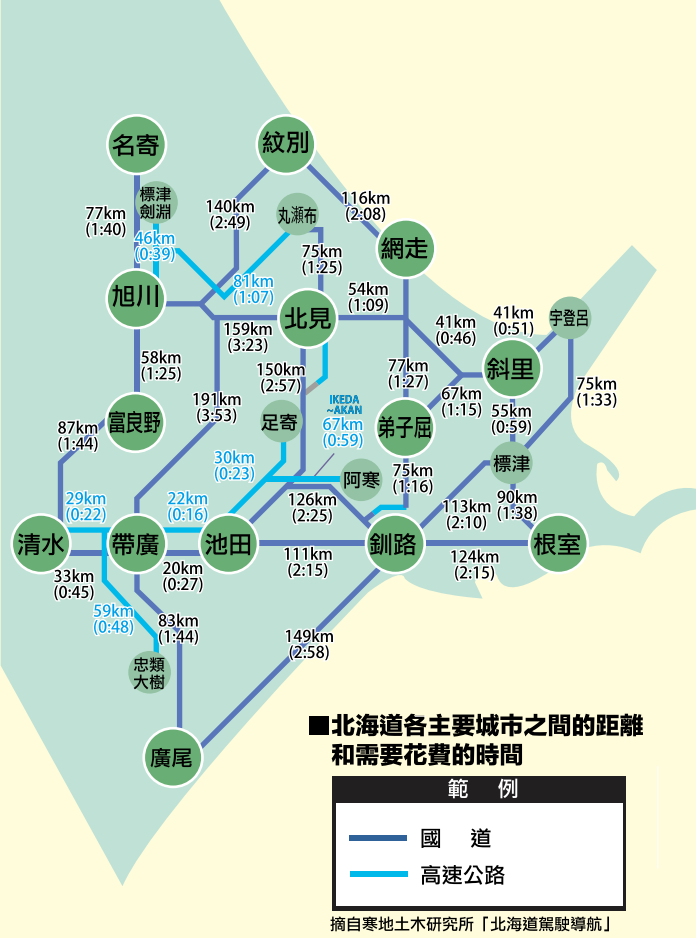 名寄
紋別
標津
劍淵
77km
(1:40)
140km
(2:49)
丸瀬布
116km
(2:08)
46km
(0:39)
網走
75km
(1:25)
旭川
81km
(1:07)
54km
(1:09)
北見
159km
(3:23)
41km
(0:46)
41km
(0:51)
宇登呂
58km
(1:25)
150km
(2:57)
77km
(1:27)
斜里
75km
(1:33)
191km
(3:53)
67km
(1:15)
富良野
足寄
IKEDA
~AKAN
67km
(0:59)
弟子屈
55km
(0:59)
87km
(1:44)
30km
(0:23)
阿寒
75km
(1:16)
標津
29km
(0:22)
22km
(0:16)
126km
(2:25)
113km
(2:10)
90km
(1:38)
清水
帶廣
池田
釧路
根室
33km
(0:45)
20km
(0:27)
111km
(2:15)
124km
(2:15)
59km
(0:48)
83km
(1:44)
149km
(2:58)
忠類
大樹
廣尾
■北海道各主要城市之間的距離
和需要花費的時間
範 例
國 道
高速公路
摘自寒地土木研究所「北海道駕駛導航」